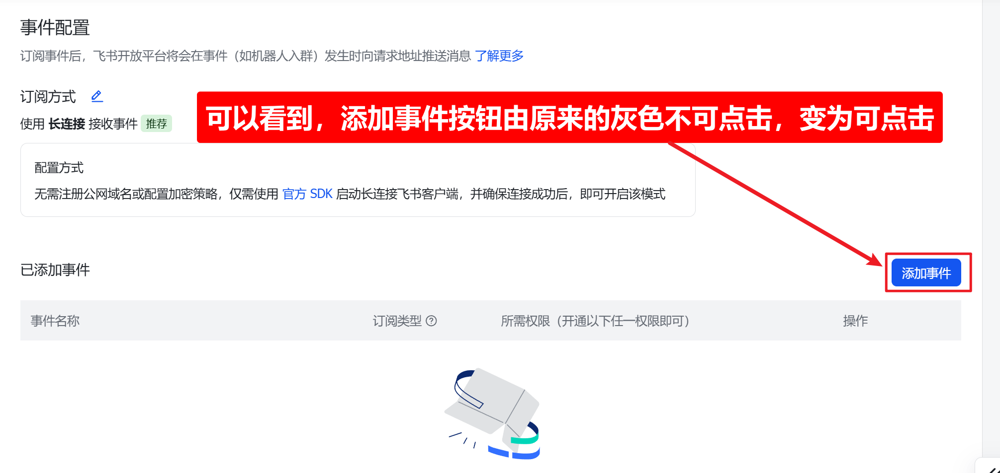 事件配置
订阅事件后，飞书开放平台将会在事件（如机器人入群）发生时向请求地址推送消息 了解更多
订阅方式
可以看到，添加事件按钮由原来的灰色不可点击，变为可点击
使用 长连接 接收事件 推荐
配置方式
无需注册公网域名或配置加密策略，仅需使用 官方 SDK 启动长连接飞书客户端，并确保连接成功后，即可开启该模式
已添加事件
添加事件
事件名称 订阅类型 所需权限（开通以下任一权限即可） 操作